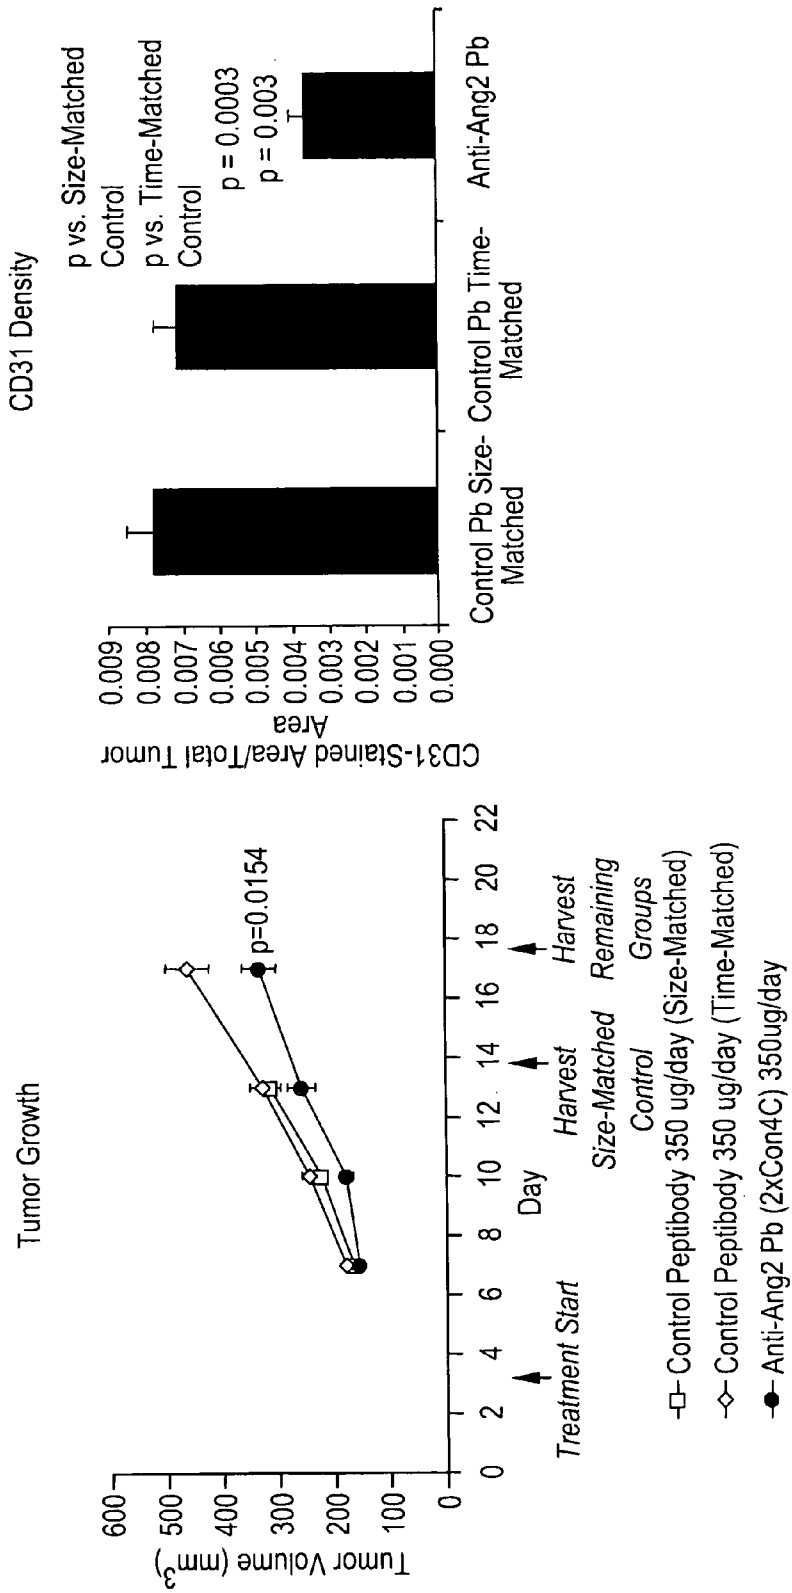 Tumor Growth
600
500
400
300
200
100
0
Tumor Volume (mm3)
0
2
4
6
8
10
12
14
16
18
20
22
Day
p=0.0154
Treatment Start
Harvest
Size-Matched
Control
Harvest
Remaining
Groups
Control Peptibody 350 ug/day (Size-Matched)
Control Peptibody 350 ug/day (Time-Matched)
Anti-Ang2 Pb (2xCon4C) 350ug/day
CD31 Density
CD31-Stained Area/Total Tumor
Area
0.009
0.008
0.007
0.006
0.005
0.004
0.003
0.002
0.001
0.000
p vs. Size-Matched
Control
p vs. Time-Matched
Control
p = 0.0003
p = 0.003
Control Pb Size-
Matched
Control Pb Time-
Matched
Anti-Ang2 Pb